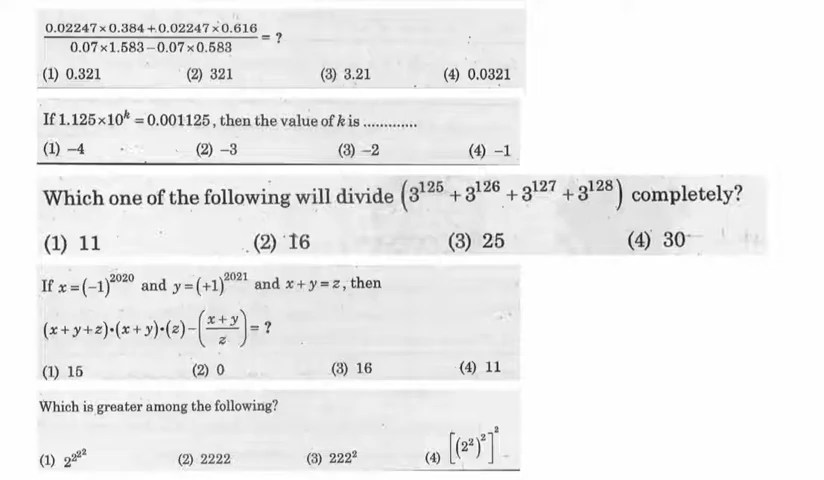 0.02247×0.384+0.02247×0.616 / 0.07×1.583−0.07×0.583 = ?
(1) 0.321 (2) 321 (3) 3.21 (4) 0.0321
If 1.125×10^k = 0.001125, then the value of k is .............
(1) −4 (2) −3 (3) −2 (4) −1
Which one of the following will divide (3^125 + 3^126 + 3^127 + 3^128) completely?
(1) 11 (2) 16 (3) 25 (4) 30
If x = (−1)^2020 and y = (+1)^2021 and x + y = z, then
(x + y + z)•(x + y)•(z) − (x + y / z) = ?
(1) 15 (2) 0 (3) 16 (4) 11
Which is greater among the following?
(1) 2^2^2^2 (2) 2222 (3) 222^2 (4) [(2^2)^2]^2